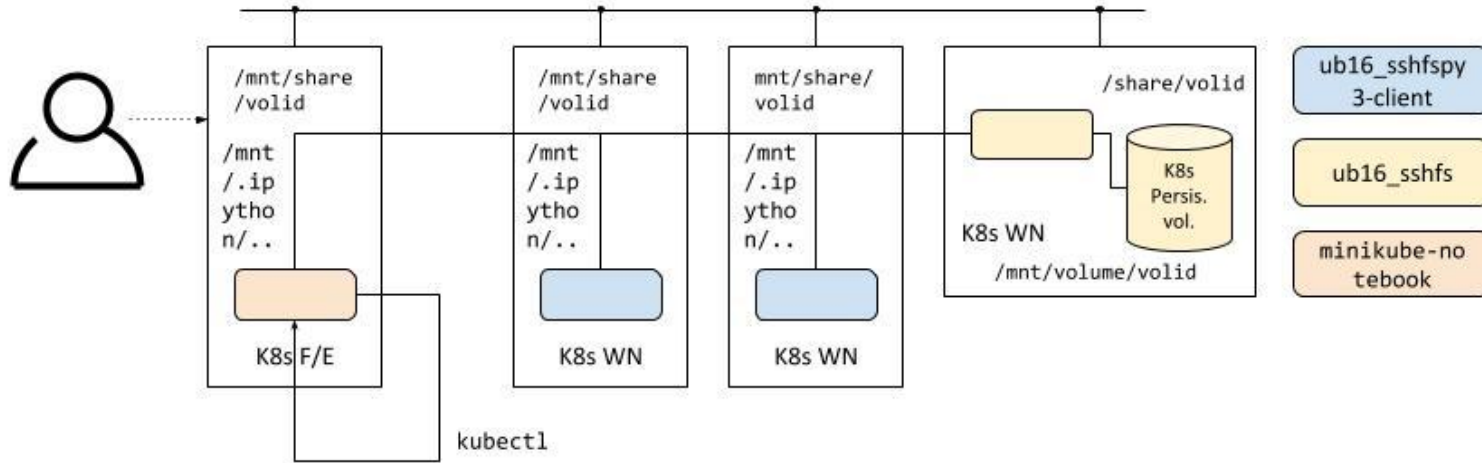 /mnt/share
/volid
/mnt
/.ip
ytho
n/..
K8s F/E
kubectl
/mnt/share
/volid
/mnt
/.ip
ytho
n/..
K8s WN
mnt/share/
volid
/mnt
/.ip
ytho
n/..
K8s WN
/share/volid
K8s
Persis.
vol.
K8s WN
/mnt/volume/volid
ub16_sshfspy
3-client
ub16_sshfs
minikube-no
tebook